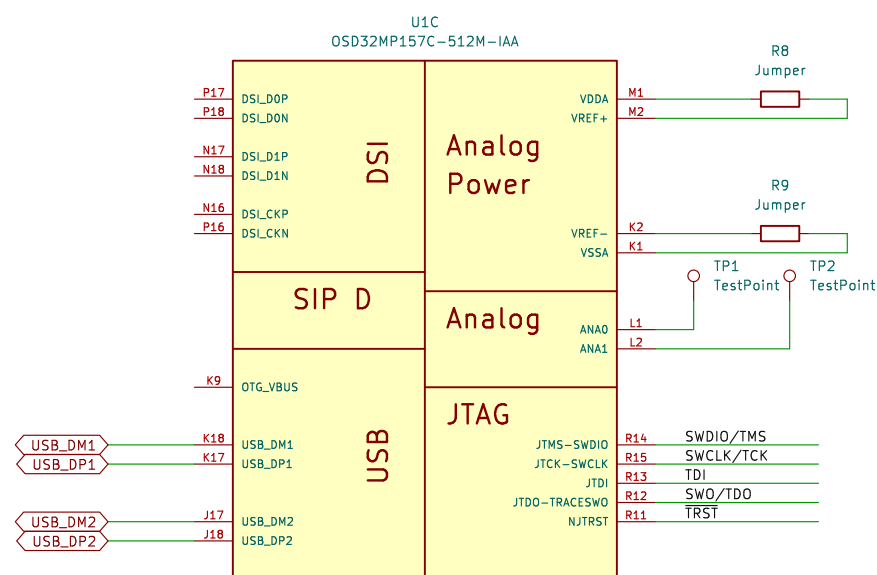 U1C
OSD32MP157C-512M-IAA
R8
Jumper
P17 DSI_D0P
P18 DSI_D0N
N17 DSI_D1P
N18 DSI_D1N
N16 DSI_CKP
P16 DSI_CKN
DSI
Analog
Power
VDDA M1
VREF+ M2
R9
Jumper
VREF- K2
VSSA K1
TP1
TestPoint
TP2
TestPoint
SIP D
Analog
ANA0 L1
ANA1 L2
K9 OTG_VBUS
USB
USB_DM1 K18 USB_DM1
USB_DP1 K17 USB_DP1
USB_DM2 J17 USB_DM2
USB_DP2 J18 USB_DP2
JTAG
JTMS-SWDIO R14 SWDIO/TMS
JTCK-SWCLK R15 SWCLK/TCK
JTDI R13 TDI
JTDO-TRACESWO R12 SWO/TDO
NJTRST R11 TRST